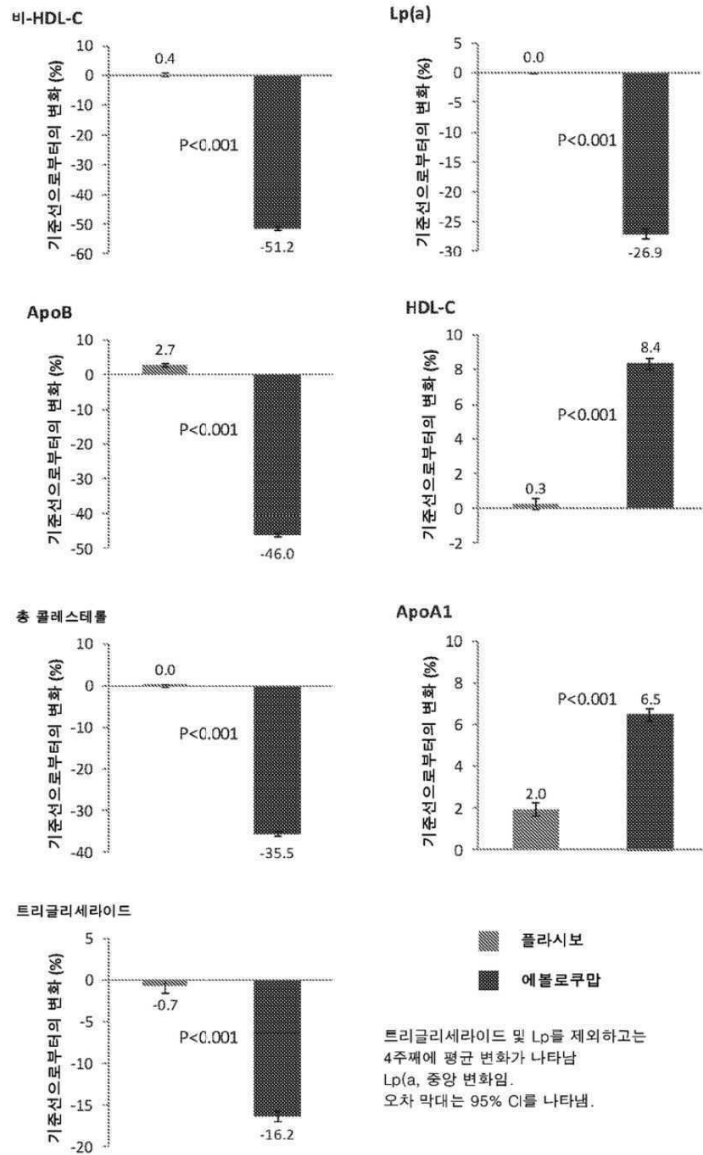 비-HDL-C
기준선으로부터의 변화 (%)
10
0
-10
-20
-30
-40
-50
-60
0.4
P<0.001
-51.2
Lp(a)
기준선으로부터의 변화 (%)
5
0
-5
-10
-15
-20
-25
-30
0.0
P<0.001
-26.9
ApoB
기준선으로부터의 변화 (%)
10
0
-10
-20
-30
-40
-50
2.7
P<0.001
-46.0
HDL-C
기준선으로부터의 변화 (%)
10
8
6
4
2
0
-2
0.3
P<0.001
8.4
총 콜레스테롤
기준선으로부터의 변화 (%)
10
0
-10
-20
-30
-40
0.0
P<0.001
-35.5
ApoA1
기준선으로부터의 변화 (%)
10
8
6
4
2
0
2.0
P<0.001
6.5
트리글리세라이드
기준선으로부터의 변화 (%)
5
0
-5
-10
-15
-20
-0.7
P<0.001
-16.2
플라시보
에볼로쿠맙
트리글리세라이드 및 Lp를 제외하고는
4주째에 평균 변화가 나타남
Lp(a, 중앙 변화임.
오차 막대는 95% CI를 나타냄.